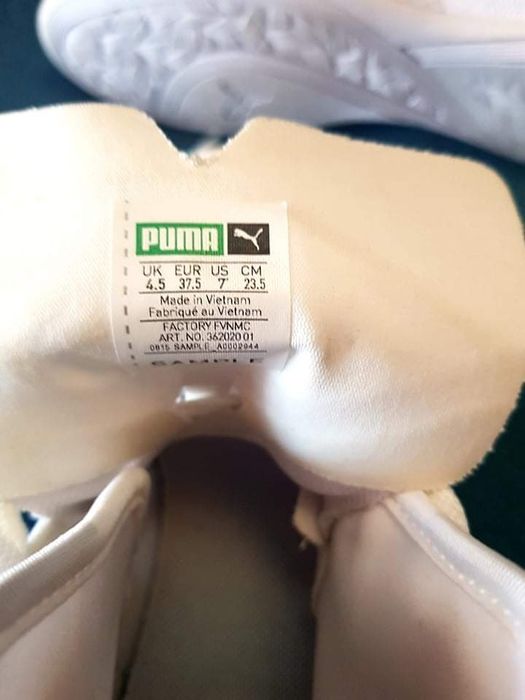 PUMA
UK EUR US CM
4.5 37.5 7 23.5
Made in Vietnam
Fabriqué au Vietnam
FACTORY FVNMC
ART. NO. 362020 01
0815 SAMPLE A0002944
SAMPLE